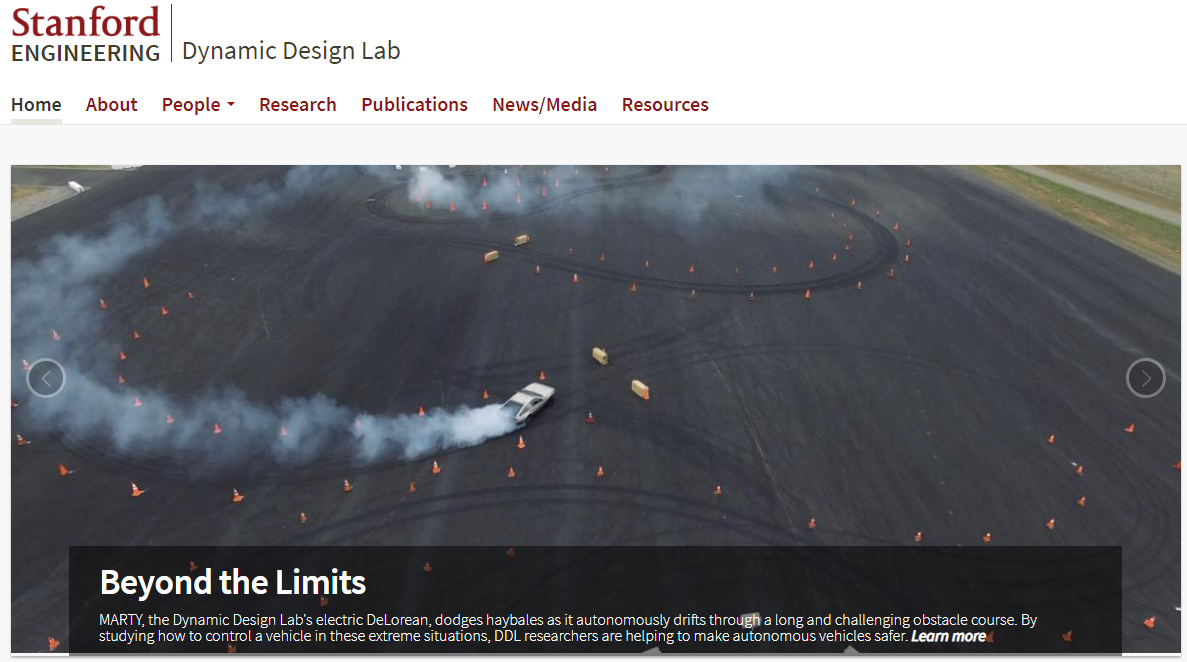 Stanford
ENGINEERING
Dynamic Design Lab
Home About People Research Publications News/Media Resources
Beyond the Limits
MARTY, the Dynamic Design Lab's electric DeLorean, dodges haybales as it autonomously drifts through a long and challenging obstacle course. By
studying how to control a vehicle in these extreme situations, DDL researchers are helping to make autonomous vehicles safer. Learn more